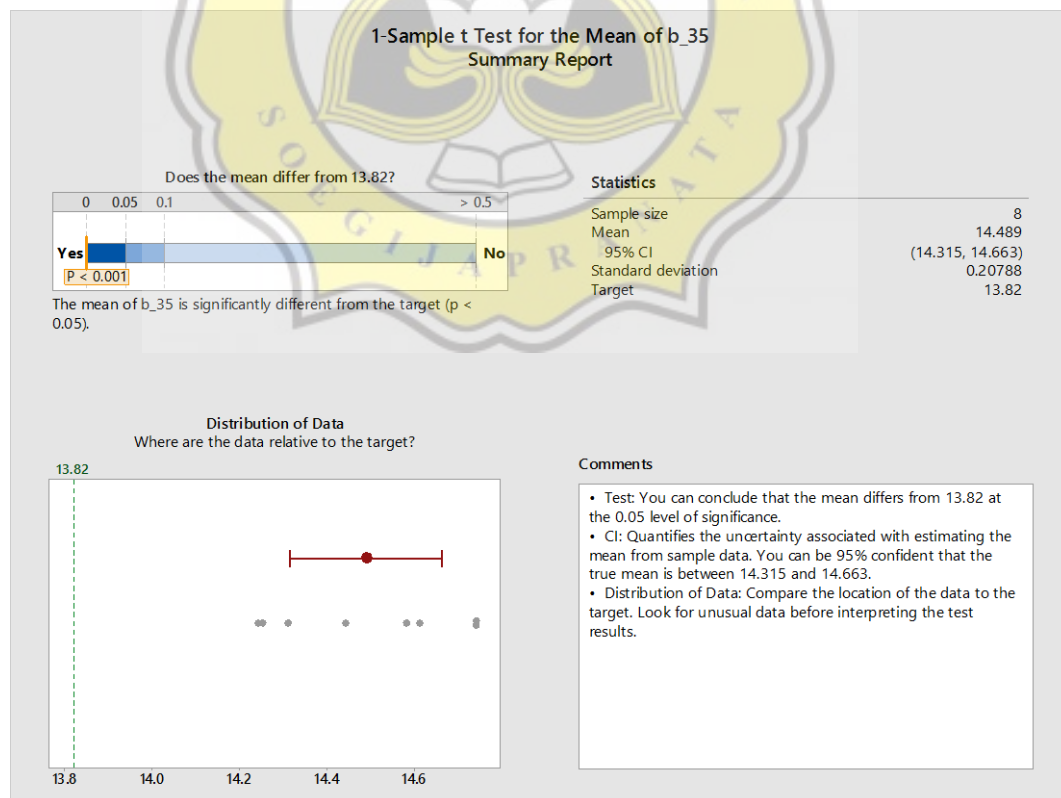 1-Sample t Test for the Mean of b_35
Summary Report
SOEGIJAPRANATA
Does the mean differ from 13.82?
0 0.05 0.1 > 0.5
Yes No
P < 0.001
The mean of b_35 is significantly different from the target (p <
0.05).
Statistics
Sample size 8
Mean 14.489
95% CI (14.315, 14.663)
Standard deviation 0.20788
Target 13.82
Distribution of Data
Where are the data relative to the target?
13.82
13.8 14.0 14.2 14.4 14.6
Comments
• Test: You can conclude that the mean differs from 13.82 at
the 0.05 level of significance.
• CI: Quantifies the uncertainty associated with estimating the
mean from sample data. You can be 95% confident that the
true mean is between 14.315 and 14.663.
• Distribution of Data: Compare the location of the data to the
target. Look for unusual data before interpreting the test
results.